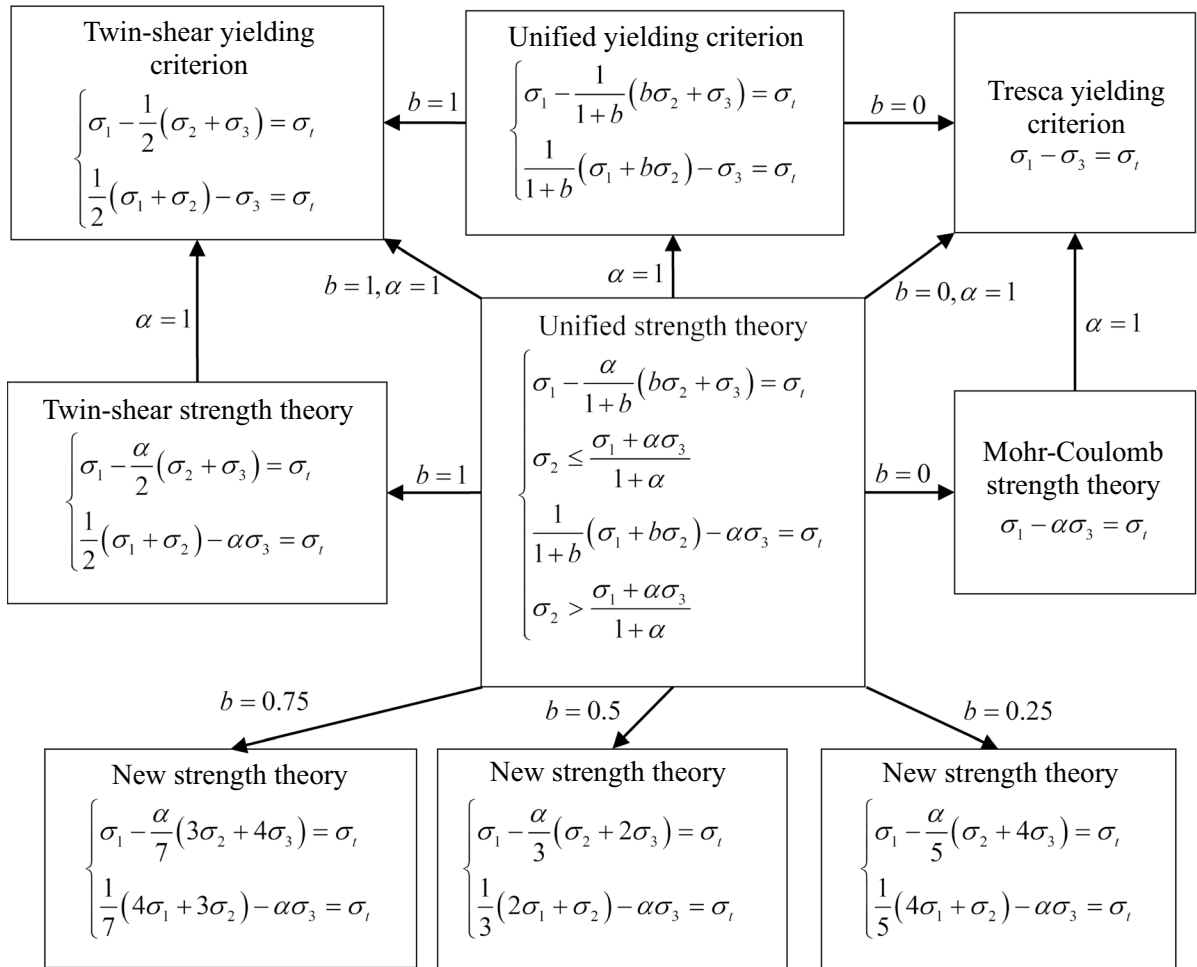 Twin-shear yielding
criterion
σ₁ − 1/2(σ₂ + σ₃) = σₜ
1/2(σ₁ + σ₂) − σ₃ = σₜ
b = 1
Unified yielding criterion
σ₁ − 1/(1+b)(bσ₂ + σ₃) = σₜ
1/(1+b)(σ₁ + bσ₂) − σ₃ = σₜ
b = 0
Tresca yielding
criterion
σ₁ − σ₃ = σₜ
α = 1
b = 1, α = 1
α = 1
b = 0, α = 1
α = 1
Twin-shear strength theory
σ₁ − α/2(σ₂ + σ₃) = σₜ
1/2(σ₁ + σ₂) − ασ₃ = σₜ
b = 1
Unified strength theory
σ₁ − α/(1+b)(bσ₂ + σ₃) = σₜ
σ₂ ≤ (σ₁ + ασ₃)/(1 + α)
1/(1+b)(σ₁ + bσ₂) − ασ₃ = σₜ
σ₂ > (σ₁ + ασ₃)/(1 + α)
b = 0
Mohr-Coulomb
strength theory
σ₁ − ασ₃ = σₜ
b = 0.75
b = 0.5
b = 0.25
New strength theory
σ₁ − α/7(3σ₂ + 4σ₃) = σₜ
1/7(4σ₁ + 3σ₂) − ασ₃ = σₜ
New strength theory
σ₁ − α/3(σ₂ + 2σ₃) = σₜ
1/3(2σ₁ + σ₂) − ασ₃ = σₜ
New strength theory
σ₁ − α/5(σ₂ + 4σ₃) = σₜ
1/5(4σ₁ + σ₂) − ασ₃ = σₜ